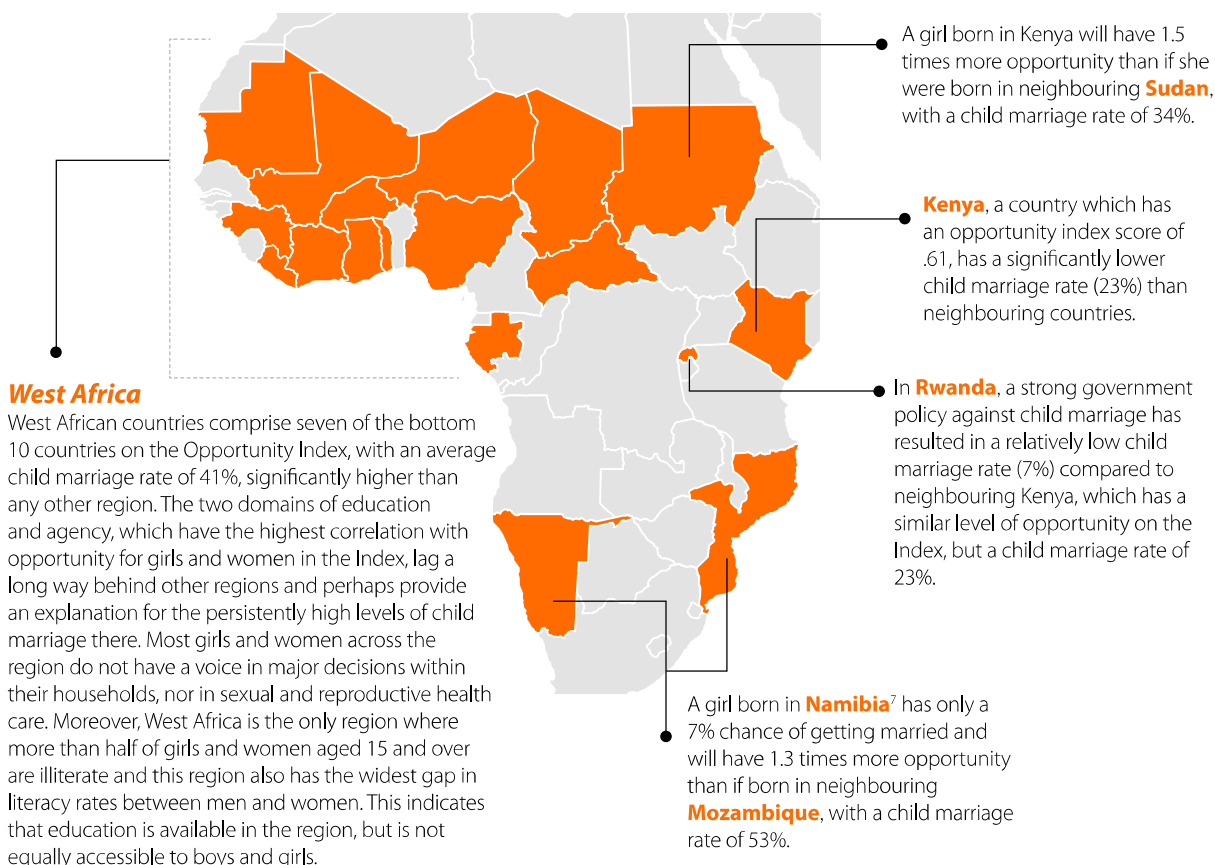 A girl born in Kenya will have 1.5
times more opportunity than if she
were born in neighbouring Sudan,
with a child marriage rate of 34%.
Kenya, a country which has
an opportunity index score of
.61, has a significantly lower
child marriage rate (23%) than
neighbouring countries.
In Rwanda, a strong government
policy against child marriage has
resulted in a relatively low child
marriage rate (7%) compared to
neighbouring Kenya, which has a
similar level of opportunity on the
Index, but a child marriage rate of
23%.
West Africa
West African countries comprise seven of the bottom
10 countries on the Opportunity Index, with an average
child marriage rate of 41%, significantly higher than
any other region. The two domains of education
and agency, which have the highest correlation with
opportunity for girls and women in the Index, lag a
long way behind other regions and perhaps provide
an explanation for the persistently high levels of child
marriage there. Most girls and women across the
region do not have a voice in major decisions within
their households, nor in sexual and reproductive health
care. Moreover, West Africa is the only region where
more than half of girls and women aged 15 and over
are illiterate and this region also has the widest gap in
literacy rates between men and women. This indicates
that education is available in the region, but is not
equally accessible to boys and girls.
A girl born in Namibia⁷ has only a
7% chance of getting married and
will have 1.3 times more opportunity
than if born in neighbouring
Mozambique, with a child marriage
rate of 53%.